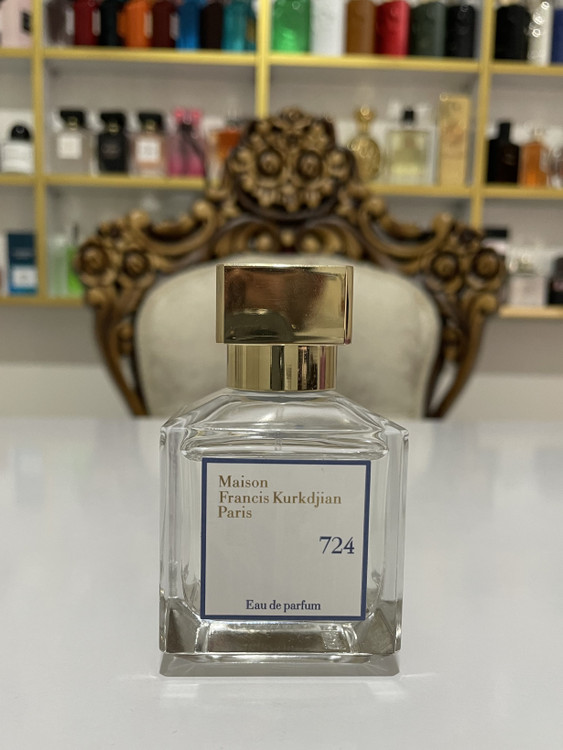 Maison
Francis Kurkdjian
Paris
724
Eau de parfum